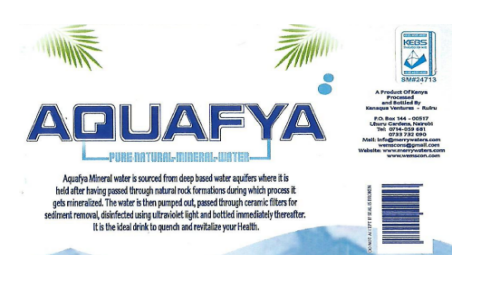 AQUAFYA
PURE NATURAL MINERAL WATER
Aquafya Mineral water is sourced from deep based water aquifers where it is
held after having passed through natural rock formations during which process it
gets mineralized. The water is then pumped out, passed through ceramic filters for
sediment removal, disinfected using ultraviolet light and bottled immediately thereafter.
It is the ideal drink to quench and revitalize your Health.
KEBS
SM#24713
A Product Of Kenya
Processed
and Bottled By
Kenaqua Ventures - Ruiru
P.O. Box 144 - 00517
Uhuru Gardens, Nairobi
Tel: 0714-059 681
0733 732 690
Mail: info@merrywaters.com
wemscons@gmail.com
Website: www.merrywaters.com
www.wemscon.com